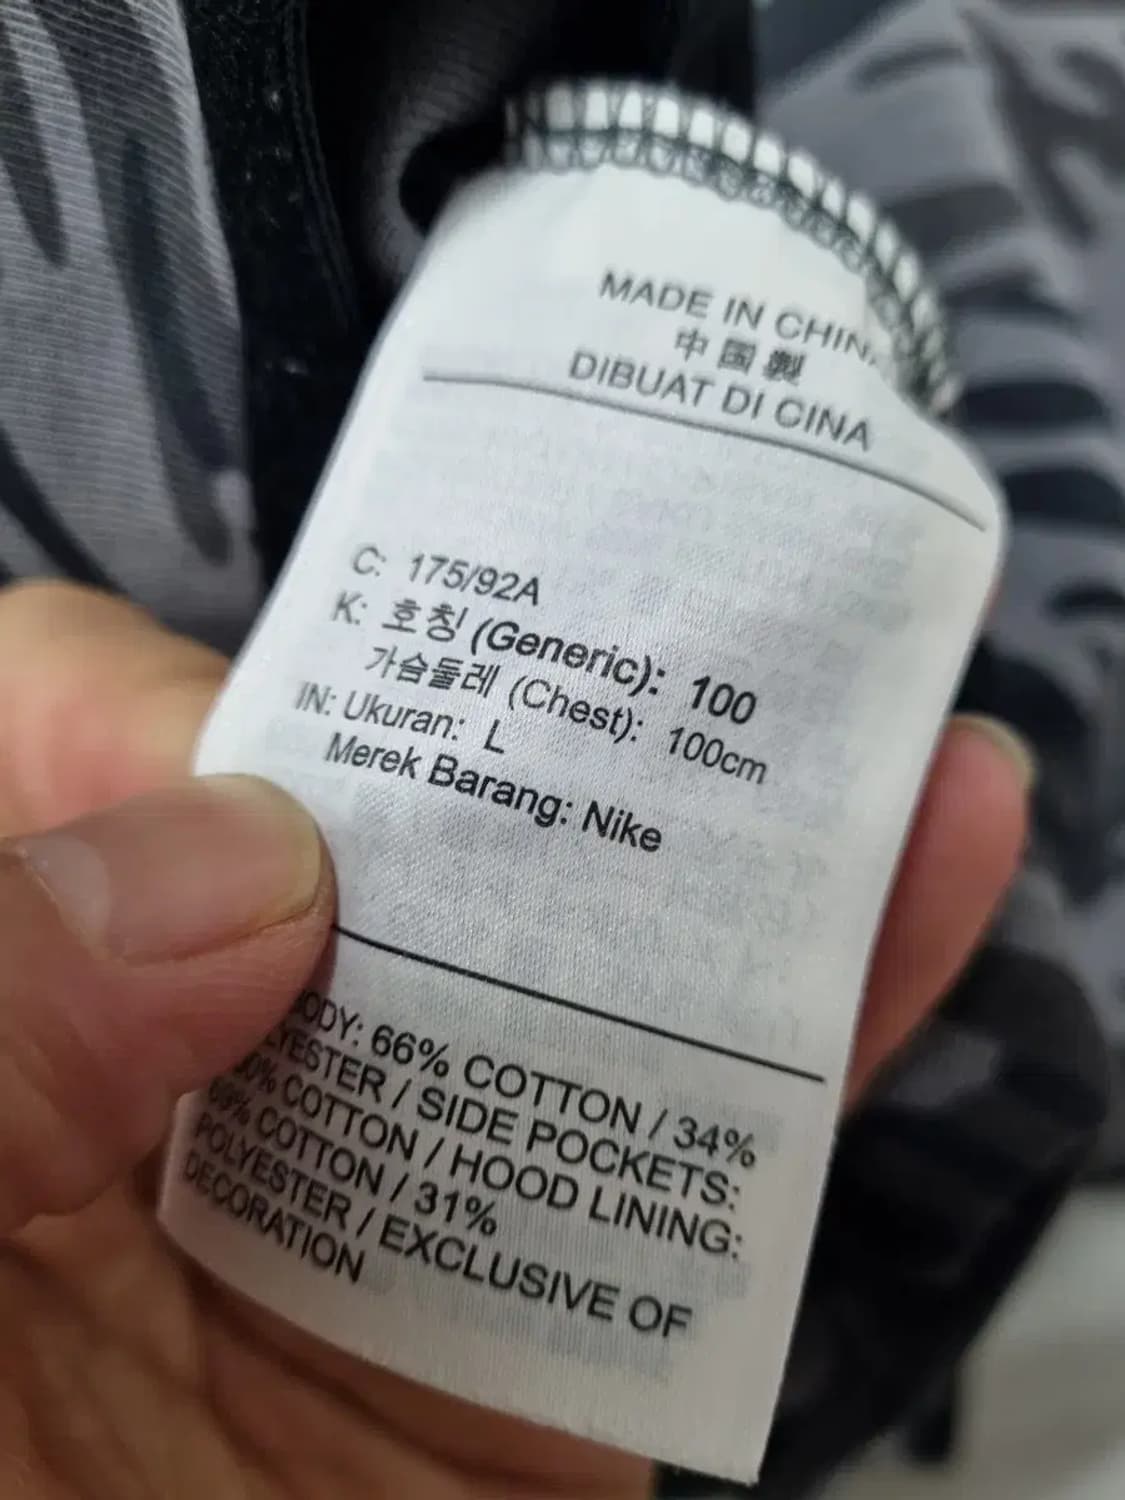 MADE IN CHIN
中国製
DIBUAT DI CINA
C: 175/92A
K: 호칭 (Generic): 100
가슴둘레 (Chest): 100cm
IN: Ukuran: L
Merek Barang: Nike
ODY: 66% COTTON / 34%
LYESTER / SIDE POCKETS:
00% COTTON / HOOD LINING:
69% COTTON / 31%
POLYESTER / EXCLUSIVE OF
DECORATION